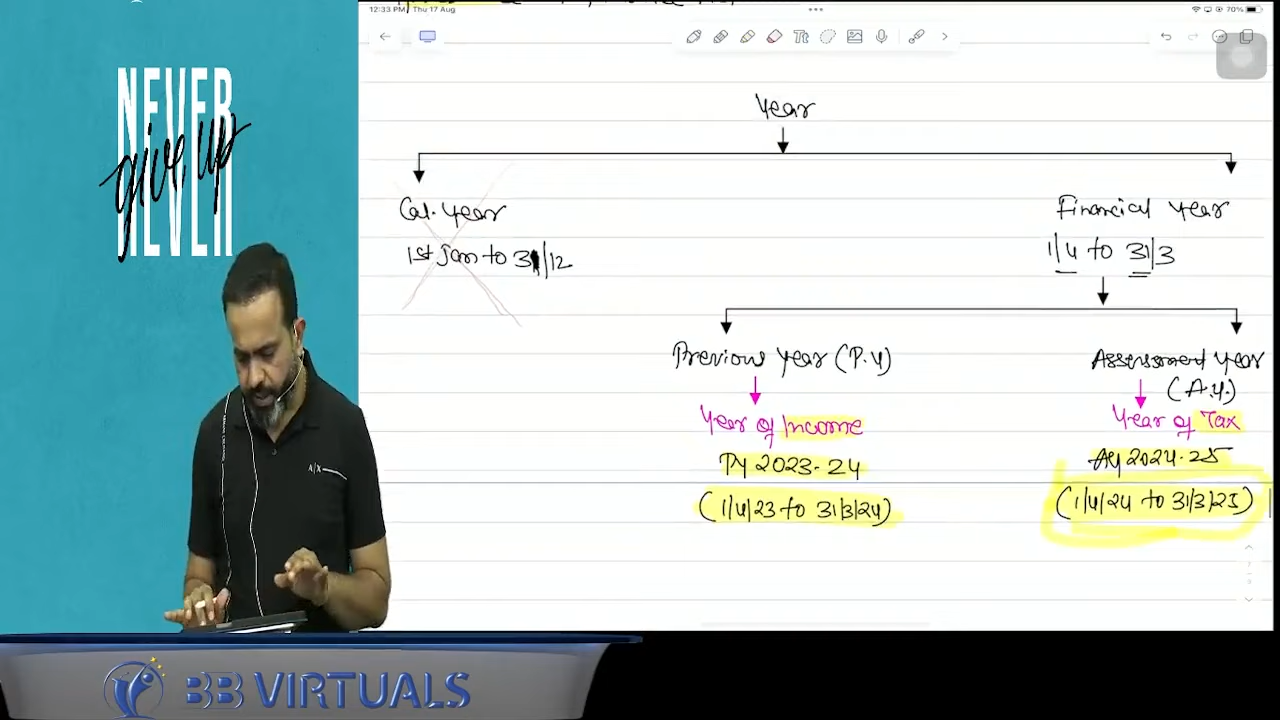 12:33 PM Thu 17 Aug
70%
NEVER
give up
NEVER
Year
Cal. Year
1st Jan to 31/12
Financial Year
1/4 to 31/3
Previous Year (P.Y)
Assessment Year
(A.Y.)
Year of Income
Year of Tax
PY 2023-24
AY 2024-25
(1/4/23 to 31/3/24)
(1/4/24 to 31/3/25)
A/X
BB VIRTUALS